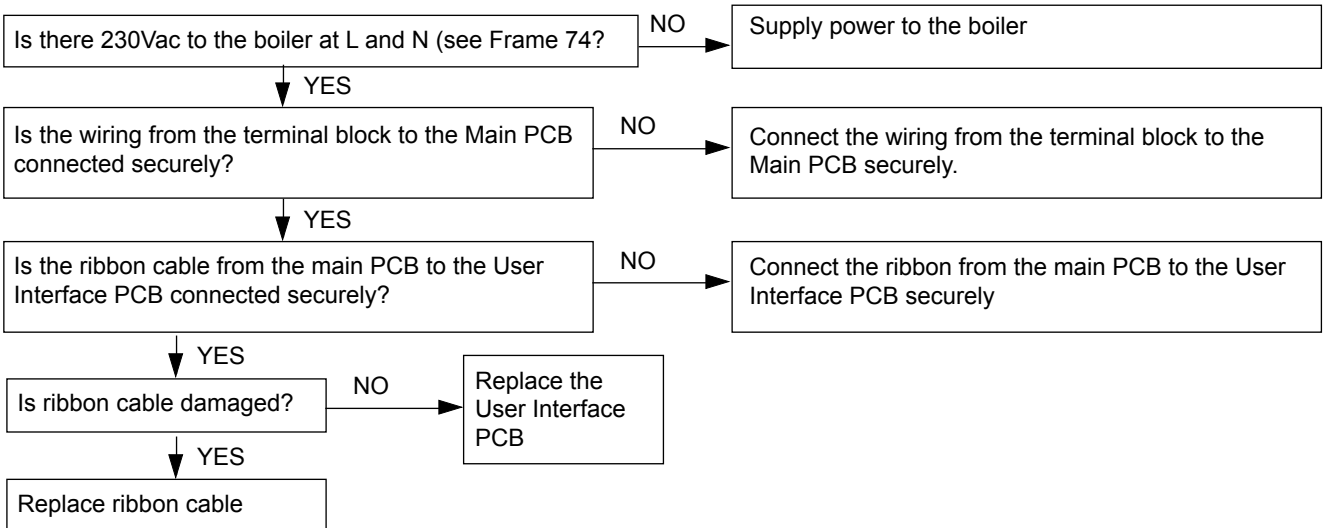 Is there 230Vac to the boiler at L and N (see Frame 74?
NO
Supply power to the boiler
YES
Is the wiring from the terminal block to the Main PCB
connected securely?
NO
Connect the wiring from the terminal block to the
Main PCB securely.
YES
Is the ribbon cable from the main PCB to the User
Interface PCB connected securely?
NO
Connect the ribbon from the main PCB to the User
Interface PCB securely
YES
Is ribbon cable damaged?
NO
Replace the
User Interface
PCB
YES
Replace ribbon cable